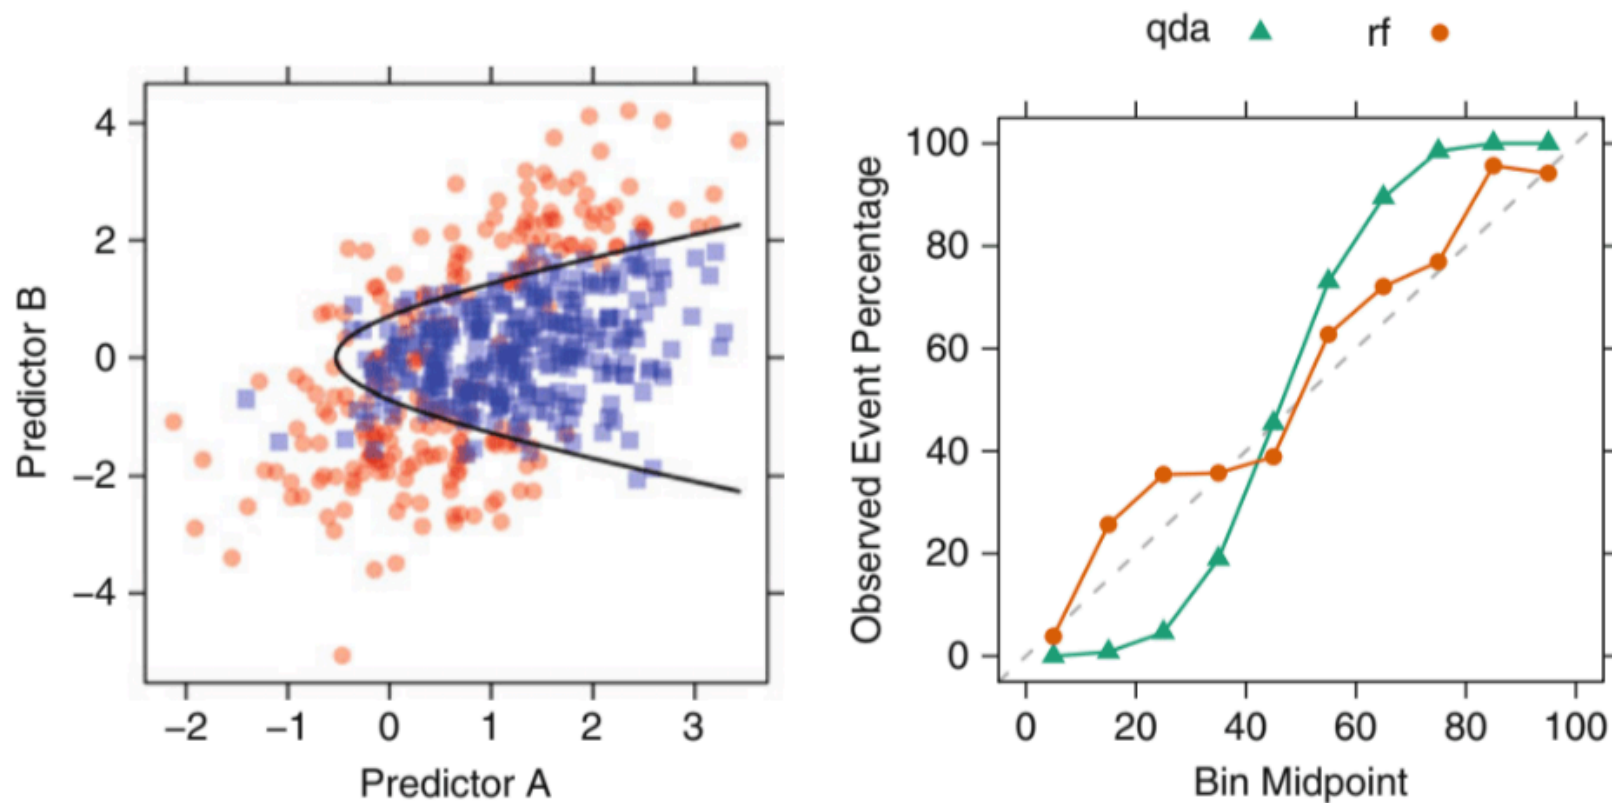 qda rf
4
2
0
−2
−4
Predictor B
−2 −1 0 1 2 3
Predictor A
100
80
60
40
20
0
Observed Event Percentage
0 20 40 60 80 100
Bin Midpoint